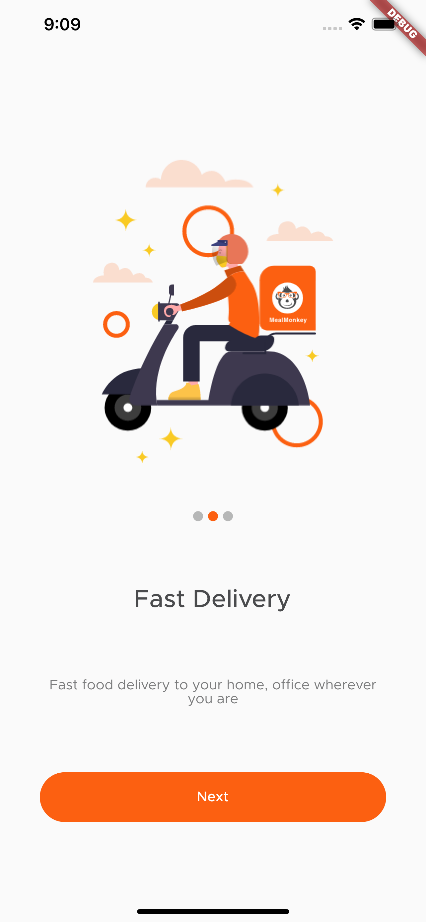 9:09
DEBUG
MealMonkey
Fast Delivery
Fast food delivery to your home, office wherever
you are
Next